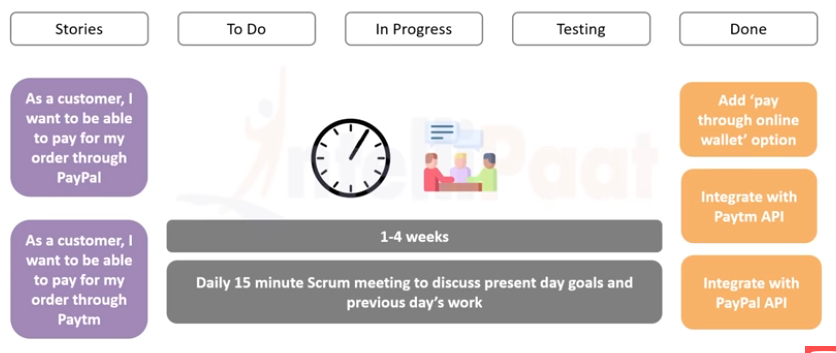 Stories
To Do
In Progress
Testing
Done
As a customer, I
want to be able
to pay for my
order through
PayPal
As a customer, I
want to be able
to pay for my
order through
Paytm
IntelliPaat
1-4 weeks
Daily 15 minute Scrum meeting to discuss present day goals and
previous day's work
Add ‘pay
through online
wallet’ option
Integrate with
Paytm API
Integrate with
PayPal API